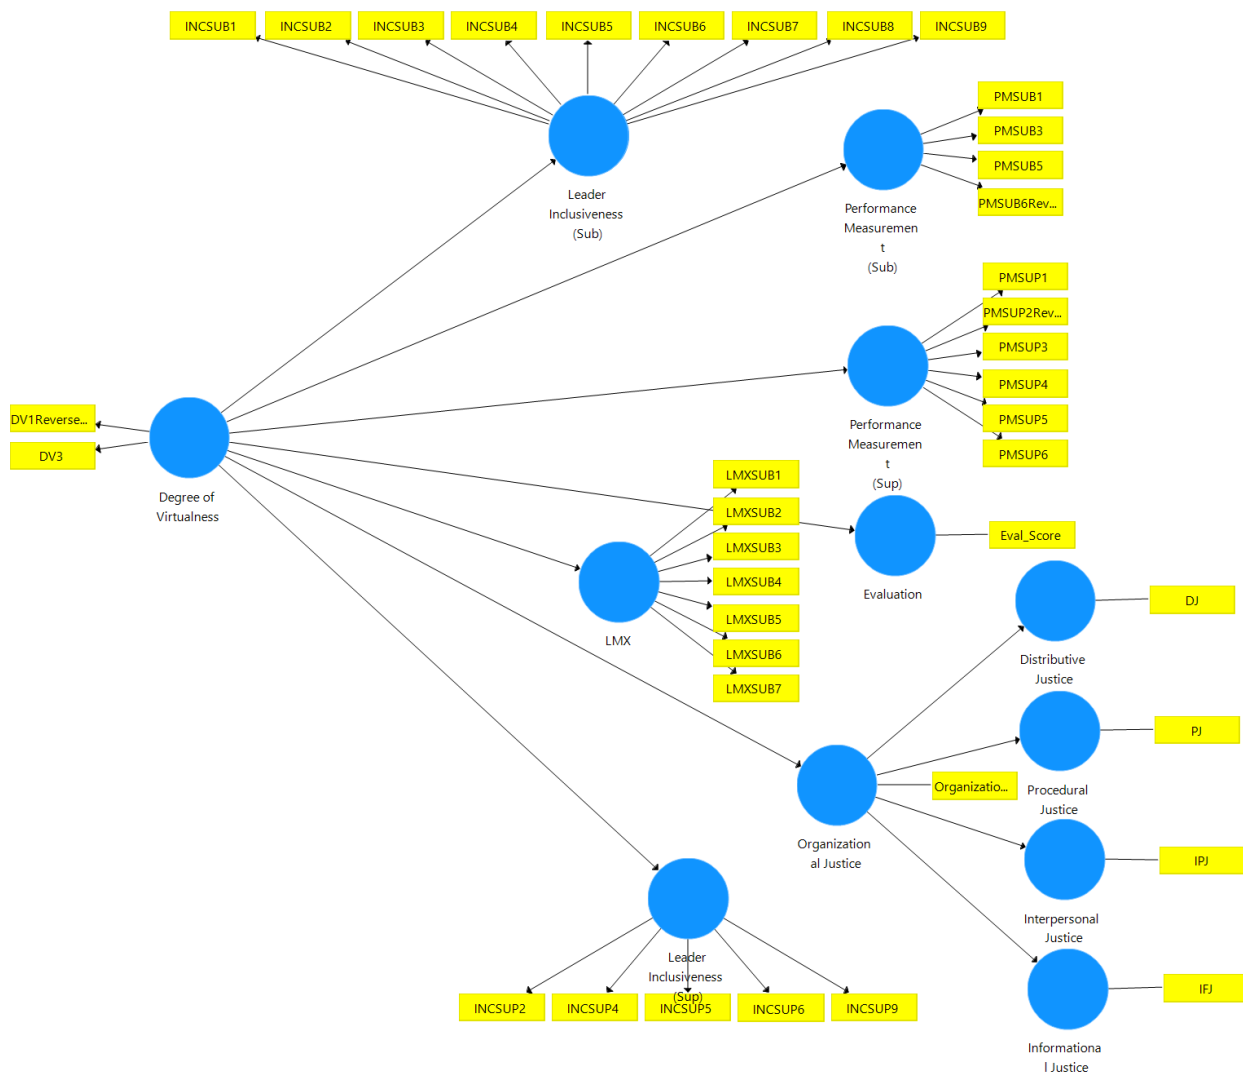 INCSUB1
INCSUB2
INCSUB3
INCSUB4
INCSUB5
INCSUB6
INCSUB7
INCSUB8
INCSUB9
Leader
Inclusiveness
(Sub)
PMSUB1
PMSUB3
PMSUB5
PMSUB6Rev...
Performance
Measuremen
t
(Sub)
PMSUP1
PMSUP2Rev...
PMSUP3
PMSUP4
PMSUP5
PMSUP6
Performance
Measuremen
t
(Sup)
DV1Reverse...
DV3
Degree of
Virtualness
LMXSUB1
LMXSUB2
LMXSUB3
LMXSUB4
LMXSUB5
LMXSUB6
LMXSUB7
LMX
Eval_Score
Evaluation
DJ
Distributive
Justice
PJ
Procedural
Justice
Organizatio...
Organization
al Justice
IPJ
Interpersonal
Justice
IFJ
Informationa
l Justice
Leader
Inclusiveness
(Sup)
INCSUP2
INCSUP4
INCSUP5
INCSUP6
INCSUP9